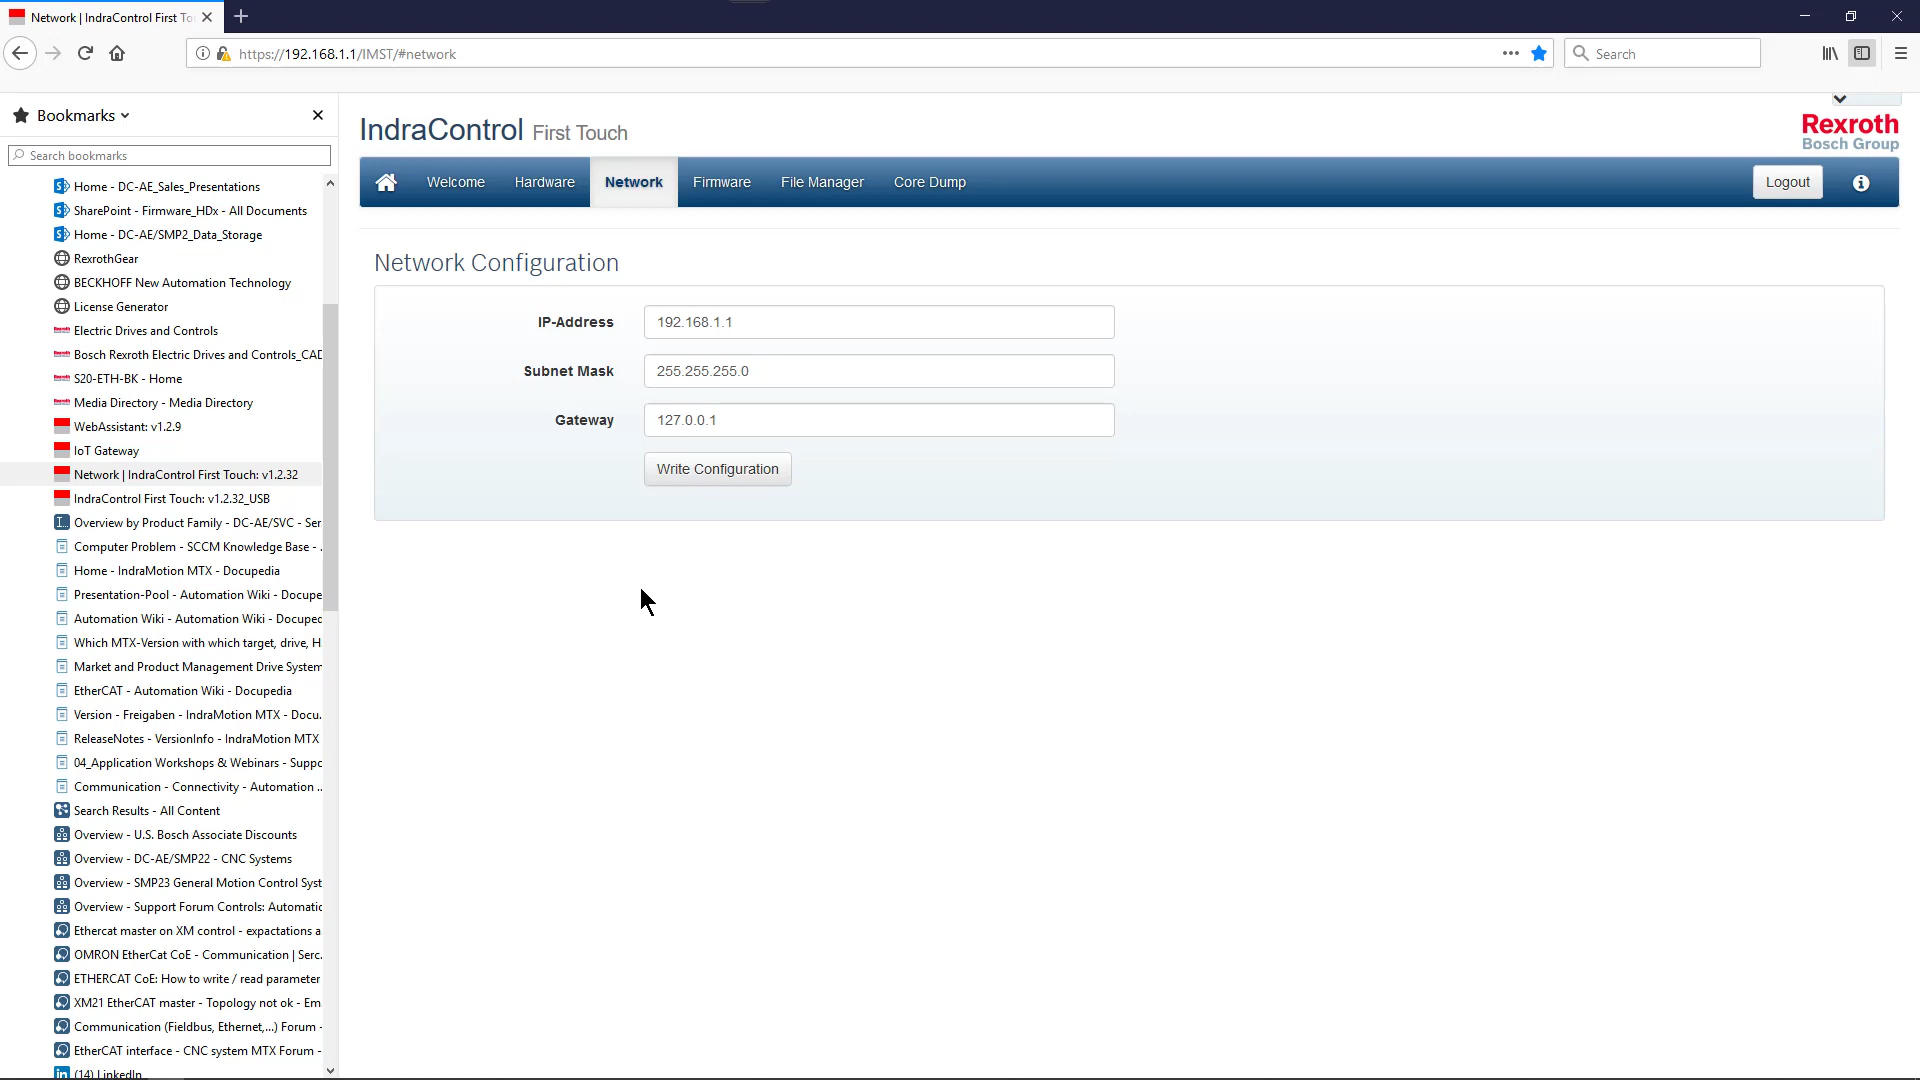 Network | IndraControl First To
https://192.168.1.1/IMST/#network
Search
Bookmarks
Search bookmarks
Home - DC-AE_Sales_Presentations
SharePoint - Firmware_HDx - All Documents
Home - DC-AE/SMP2_Data_Storage
RexrothGear
BECKHOFF New Automation Technology
License Generator
Electric Drives and Controls
Bosch Rexroth Electric Drives and Controls_CAD
S20-ETH-BK - Home
Media Directory - Media Directory
WebAssistant: v1.2.9
IoT Gateway
Network | IndraControl First Touch: v1.2.32
IndraControl First Touch: v1.2.32_USB
Overview by Product Family - DC-AE/SVC - Ser
Computer Problem - SCCM Knowledge Base - .
Home - IndraMotion MTX - Docupedia
Presentation-Pool - Automation Wiki - Docupe
Automation Wiki - Automation Wiki - Docuped
Which MTX-Version with which target, drive, H
Market and Product Management Drive System
EtherCAT - Automation Wiki - Docupedia
Version - Freigaben - IndraMotion MTX - Docu.
ReleaseNotes - VersionInfo - IndraMotion MTX
04_Application Workshops & Webinars - Suppo
Communication - Connectivity - Automation ..
Search Results - All Content
Overview - U.S. Bosch Associate Discounts
Overview - DC-AE/SMP22 - CNC Systems
Overview - SMP23 General Motion Control Syst
Overview - Support Forum Controls: Automatio
Ethercat master on XM control - expactations a
OMRON EtherCat CoE - Communication | Serc.
ETHERCAT CoE: How to write / read parameter
XM21 EtherCAT master - Topology not ok - Em
Communication (Fieldbus, Ethernet,...) Forum -
EtherCAT interface - CNC system MTX Forum -
(14) LinkedIn
IndraControl First Touch
Rexroth
Bosch Group
Welcome Hardware Network Firmware File Manager Core Dump Logout
Network Configuration
IP-Address 192.168.1.1
Subnet Mask 255.255.255.0
Gateway 127.0.0.1
Write Configuration